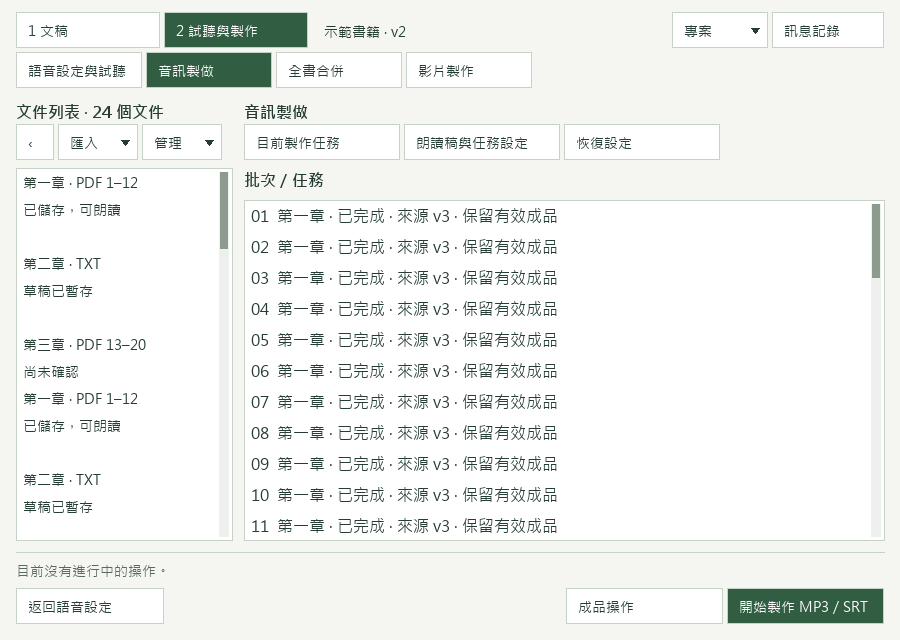 1 文稿
2 試聽與製作
示範書籍 · v2
專案
訊息記錄
語音設定與試聽
音訊製做
全書合併
影片製作
文件列表 · 24 個文件
‹
匯入
管理
第一章 · PDF 1–12
已儲存，可朗讀
第二章 · TXT
草稿已暫存
第三章 · PDF 13–20
尚未確認
第一章 · PDF 1–12
已儲存，可朗讀
第二章 · TXT
草稿已暫存
音訊製做
目前製作任務
朗讀稿與任務設定
恢復設定
批次 / 任務
01 第一章 · 已完成 · 來源 v3 · 保留有效成品
02 第一章 · 已完成 · 來源 v3 · 保留有效成品
03 第一章 · 已完成 · 來源 v3 · 保留有效成品
04 第一章 · 已完成 · 來源 v3 · 保留有效成品
05 第一章 · 已完成 · 來源 v3 · 保留有效成品
06 第一章 · 已完成 · 來源 v3 · 保留有效成品
07 第一章 · 已完成 · 來源 v3 · 保留有效成品
08 第一章 · 已完成 · 來源 v3 · 保留有效成品
09 第一章 · 已完成 · 來源 v3 · 保留有效成品
10 第一章 · 已完成 · 來源 v3 · 保留有效成品
11 第一章 · 已完成 · 來源 v3 · 保留有效成品
目前沒有進行中的操作。
返回語音設定
成品操作
開始製作 MP3 / SRT